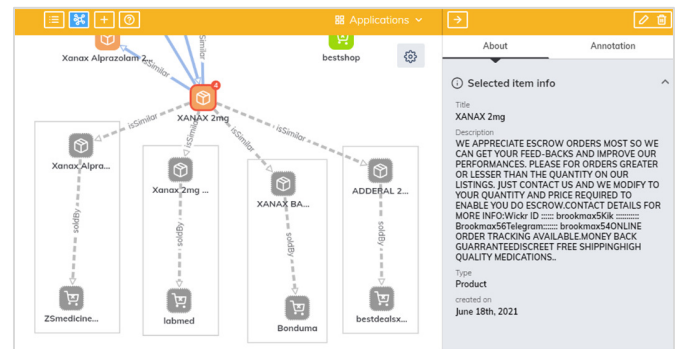 Applications
Xanax Alprazolam 2...
isSimilar
isSimilar
bestshop
4
XANAX 2mg
isSimilar
isSimilar
isSimilar
isSimilar
Xanax Alpra...
Xanax 2mg ...
XANAX BA...
ADDERAL 2...
soldBy
soldBy
soldBy
soldBy
ZSmedicine...
labmed
Bonduma
bestdealsx...
About
Annotation
Selected item info
Title
XANAX 2mg
Description
WE APPRECIATE ESCROW ORDERS MOST SO WE
CAN GET YOUR FEED-BACKS AND IMPROVE OUR
PERFORMANCES. PLEASE FOR ORDERS GREATER
OR LESSER THAN THE QUANTITY ON OUR
LISTINGS. JUST CONTACT US AND WE MODIFY TO
YOUR QUANTITY AND PRICE REQUIRED TO
ENABLE YOU DO ESCROW.CONTACT DETAILS FOR
MORE INFO:Wickr ID :::::: brookmax5Kik :::::::::::
Brookmax56Telegram:::::::: brookmax54ONLINE
ORDER TRACKING AVAILABLE.MONEY BACK
GUARRANTEEDISCREET FREE SHIPPINGHIGH
QUALITY MEDICATIONS..
Type
Product
created on
June 18th, 2021